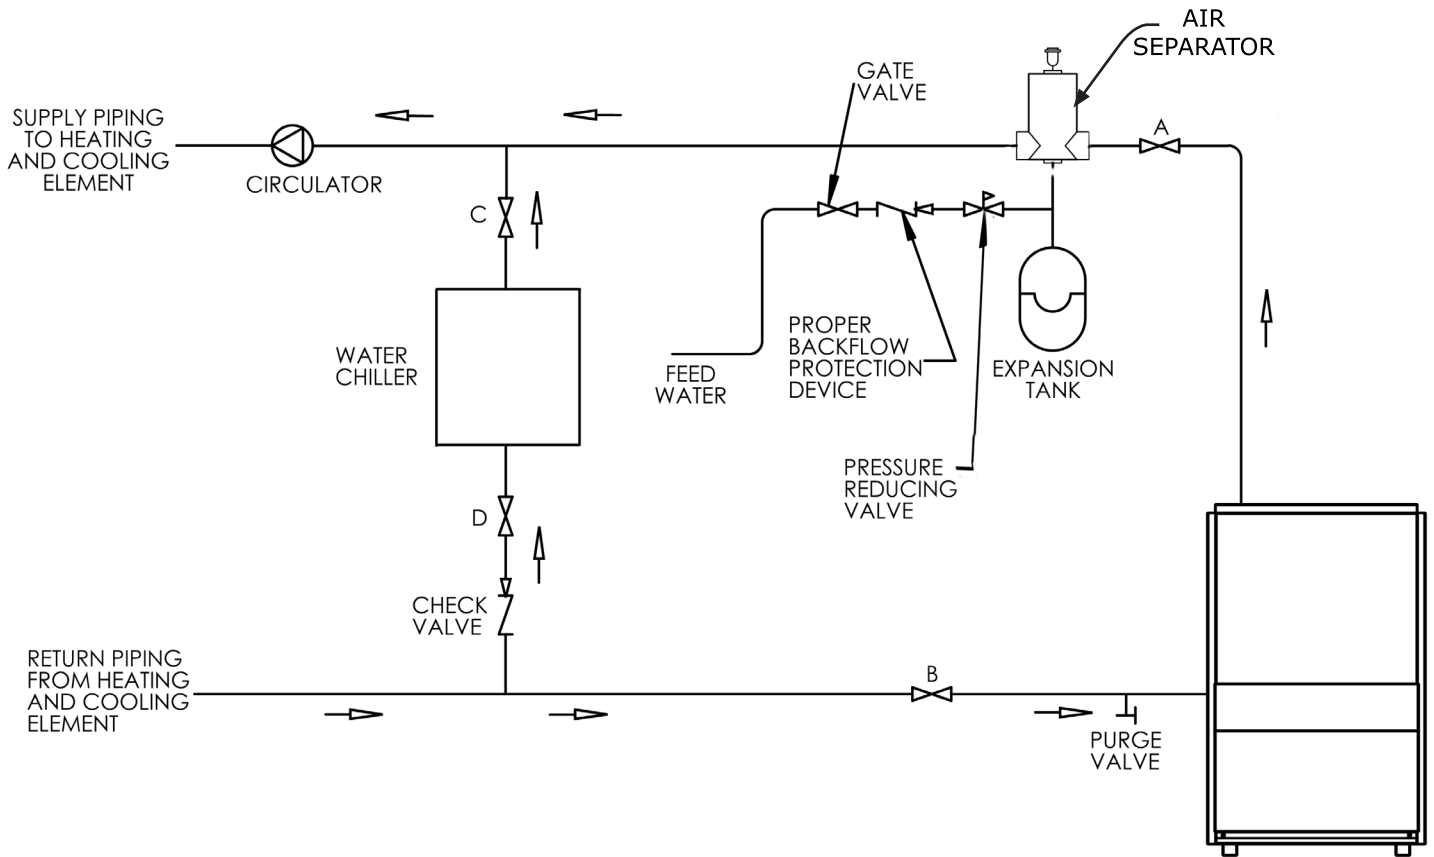 AIR
SEPARATOR
GATE
VALVE
SUPPLY PIPING
TO HEATING
AND COOLING
ELEMENT
CIRCULATOR
A
C
WATER
CHILLER
FEED
WATER
PROPER
BACKFLOW
PROTECTION
DEVICE
EXPANSION
TANK
PRESSURE
REDUCING
VALVE
D
CHECK
VALVE
RETURN PIPING
FROM HEATING
AND COOLING
ELEMENT
B
PURGE
VALVE